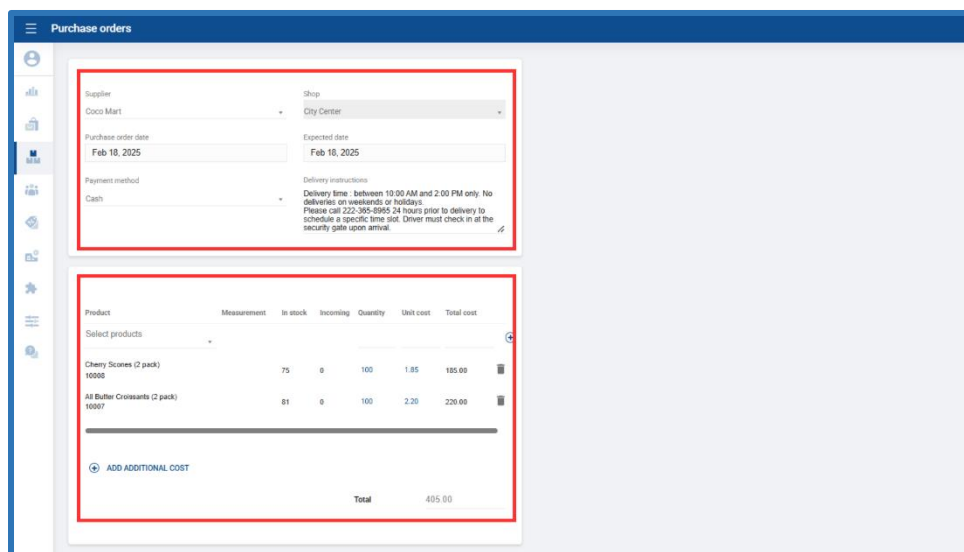 Purchase orders
Supplier
Shop
Coco Mart
City Center
Purchase order date
Expected date
Feb 18, 2025
Feb 18, 2025
Payment method
Delivery instructions
Cash
Delivery time : between 10:00 AM and 2:00 PM only. No
deliveries on weekends or holidays.
Please call 222-365-8965 24 hours prior to delivery to
schedule a specific time slot. Driver must check in at the
security gate upon arrival.
Product Measurement In stock Incoming Quantity Unit cost Total cost
Select products
Cherry Scones (2 pack)
10008
75 0 100 1.85 185.00
All Butter Croissants (2 pack)
10007
81 0 100 2.20 220.00
ADD ADDITIONAL COST
Total 405.00